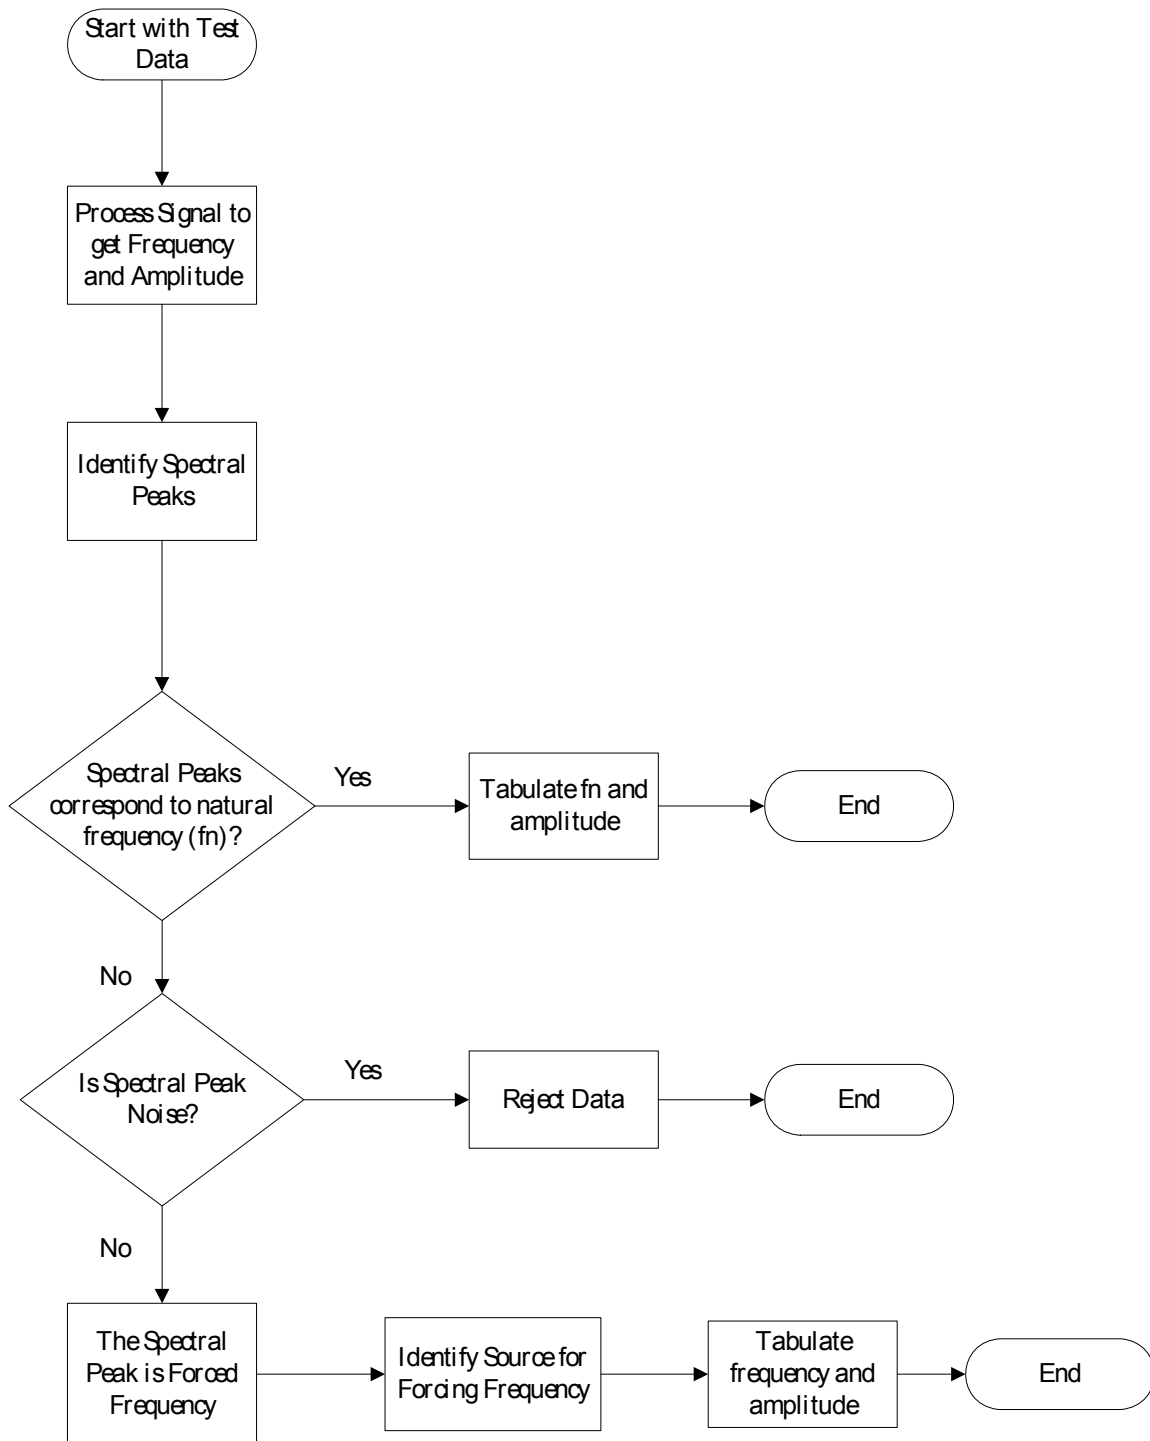 Start with Test
Data
Process Signal to
get Frequency
and Amplitude
Identify Spectral
Peaks
Spectral Peaks
correspond to natural
frequency (fn)?
Yes
Tabulate fn and
amplitude
End
No
Is Spectral Peak
Noise?
Yes
Reject Data
End
No
The Spectral
Peak is Forced
Frequency
Identify Source for
Forcing Frequency
Tabulate
frequency and
amplitude
End